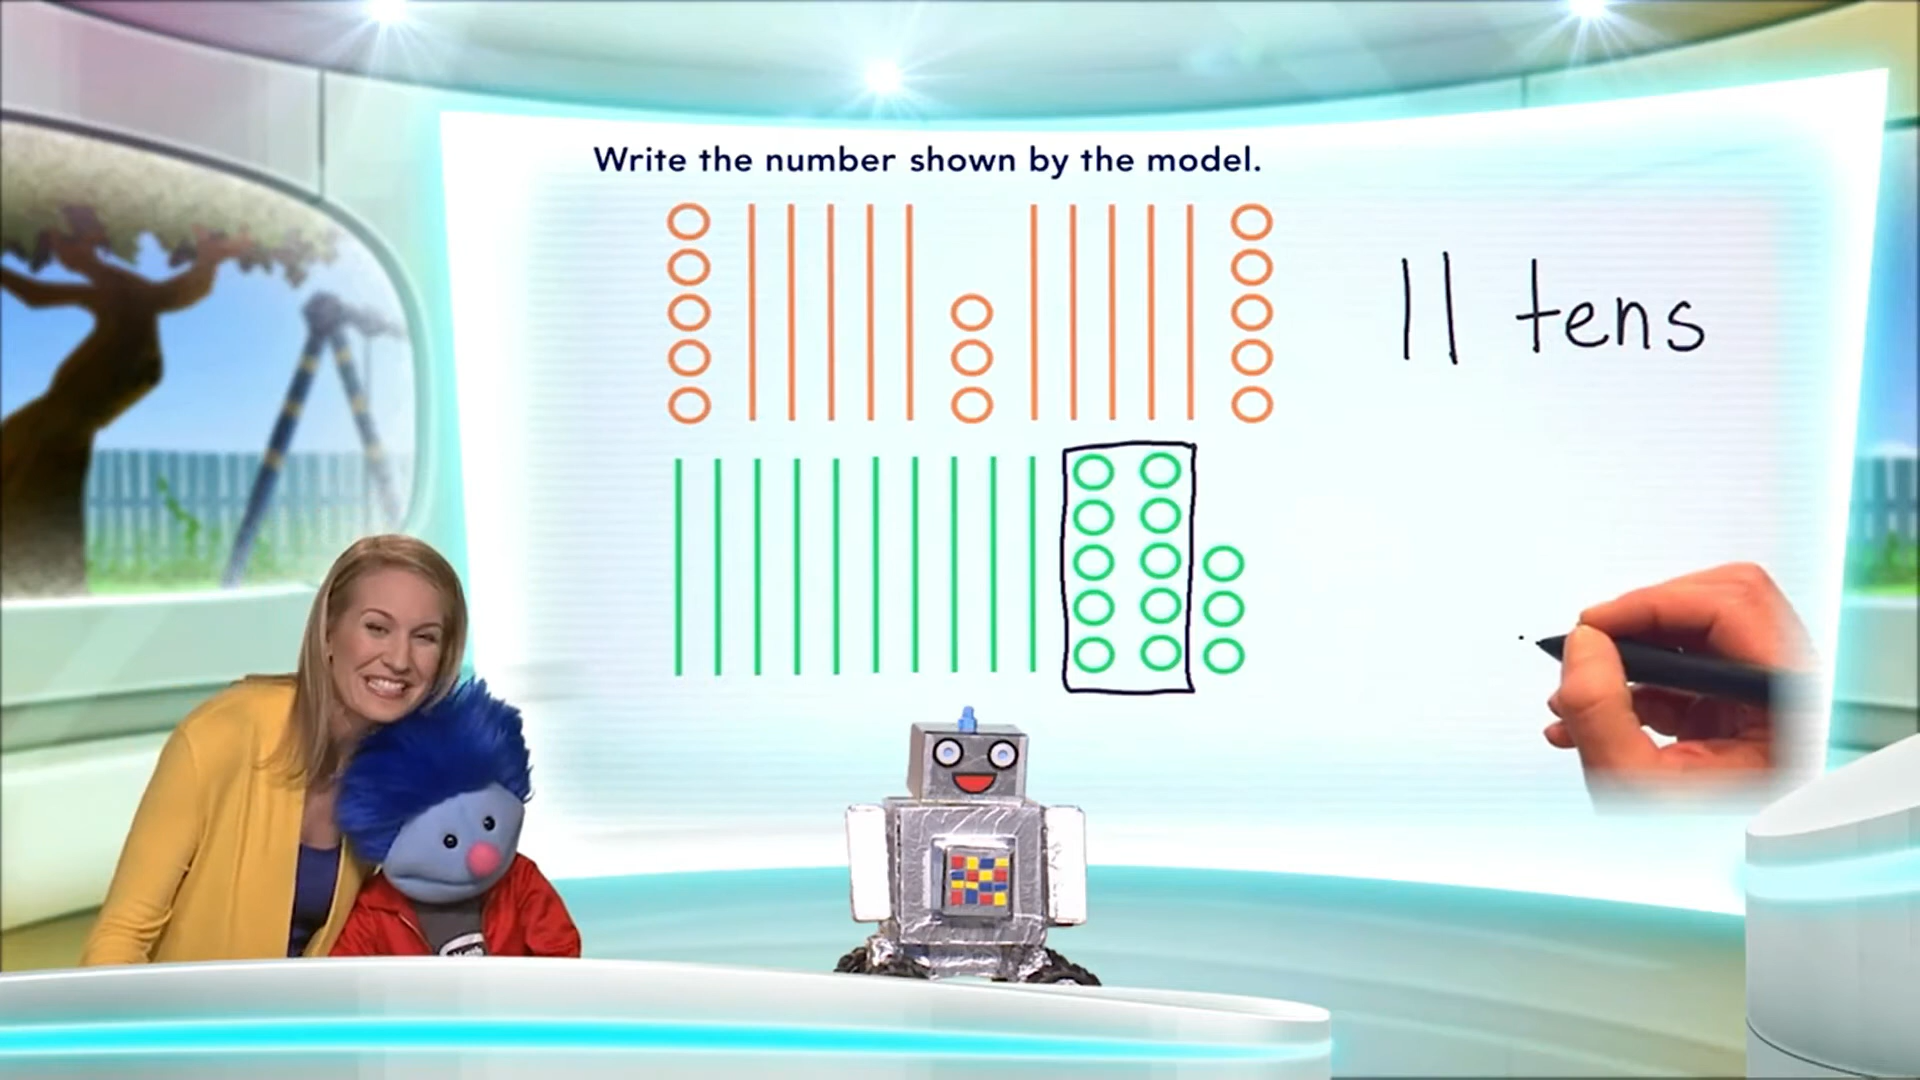 Write the number shown by the model.
11 tens